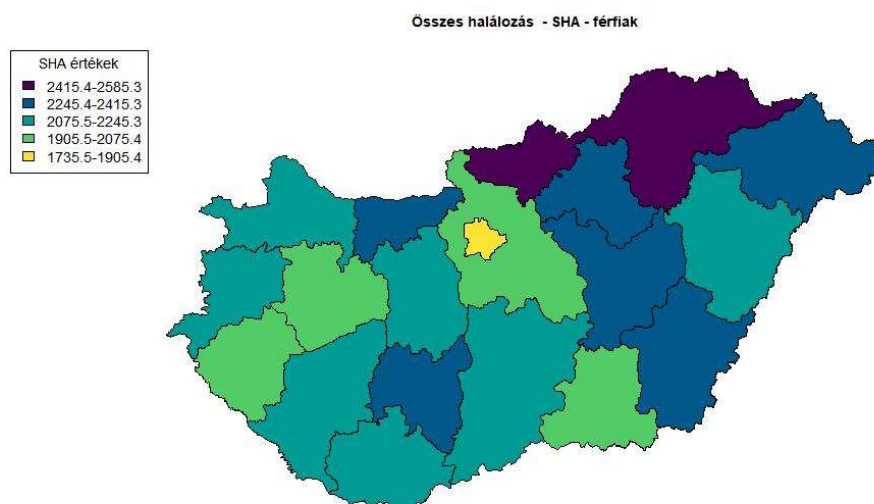 Összes halálozás - SHA - férfiak
SHA értékek
2415.4-2585.3
2245.4-2415.3
2075.5-2245.3
1905.5-2075.4
1735.5-1905.4